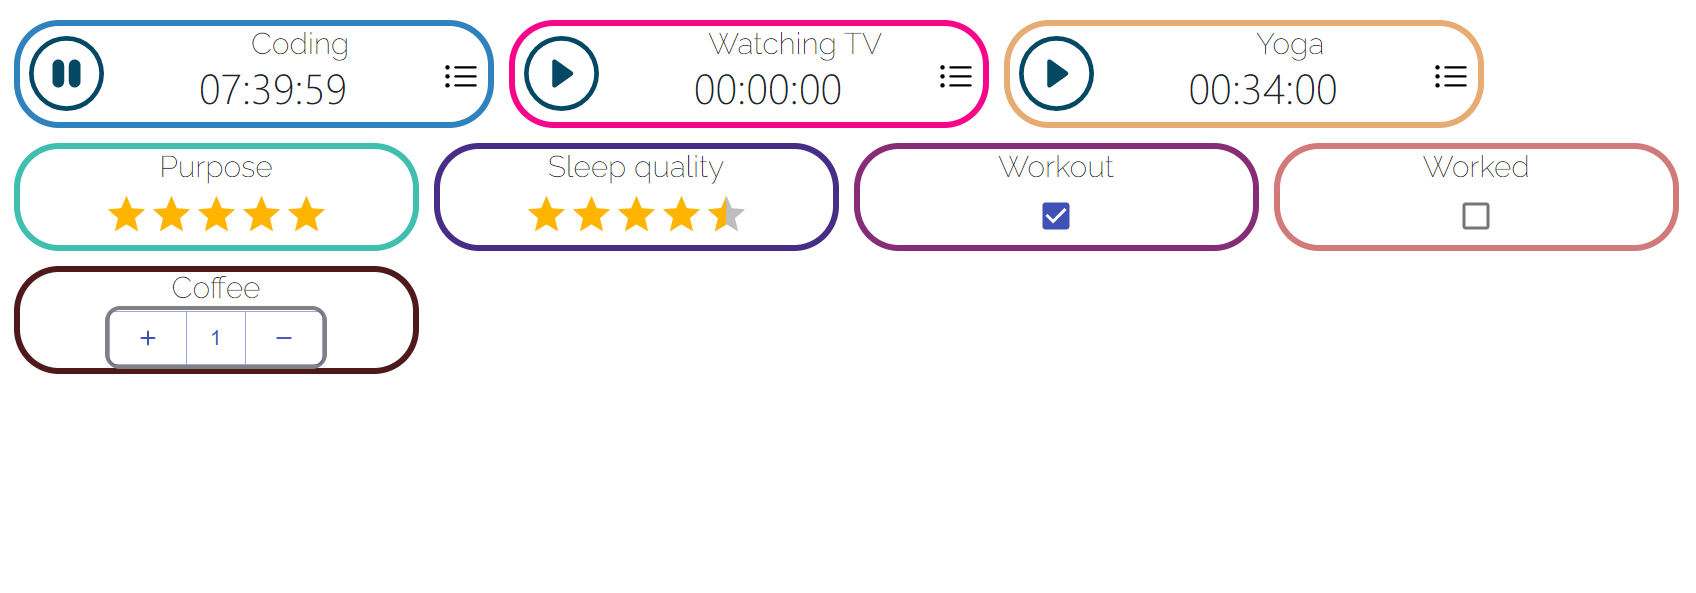 Coding
07:39:59
Watching TV
00:00:00
Yoga
00:34:00
Purpose
Sleep quality
Workout
Worked
Coffee
+ 1 −